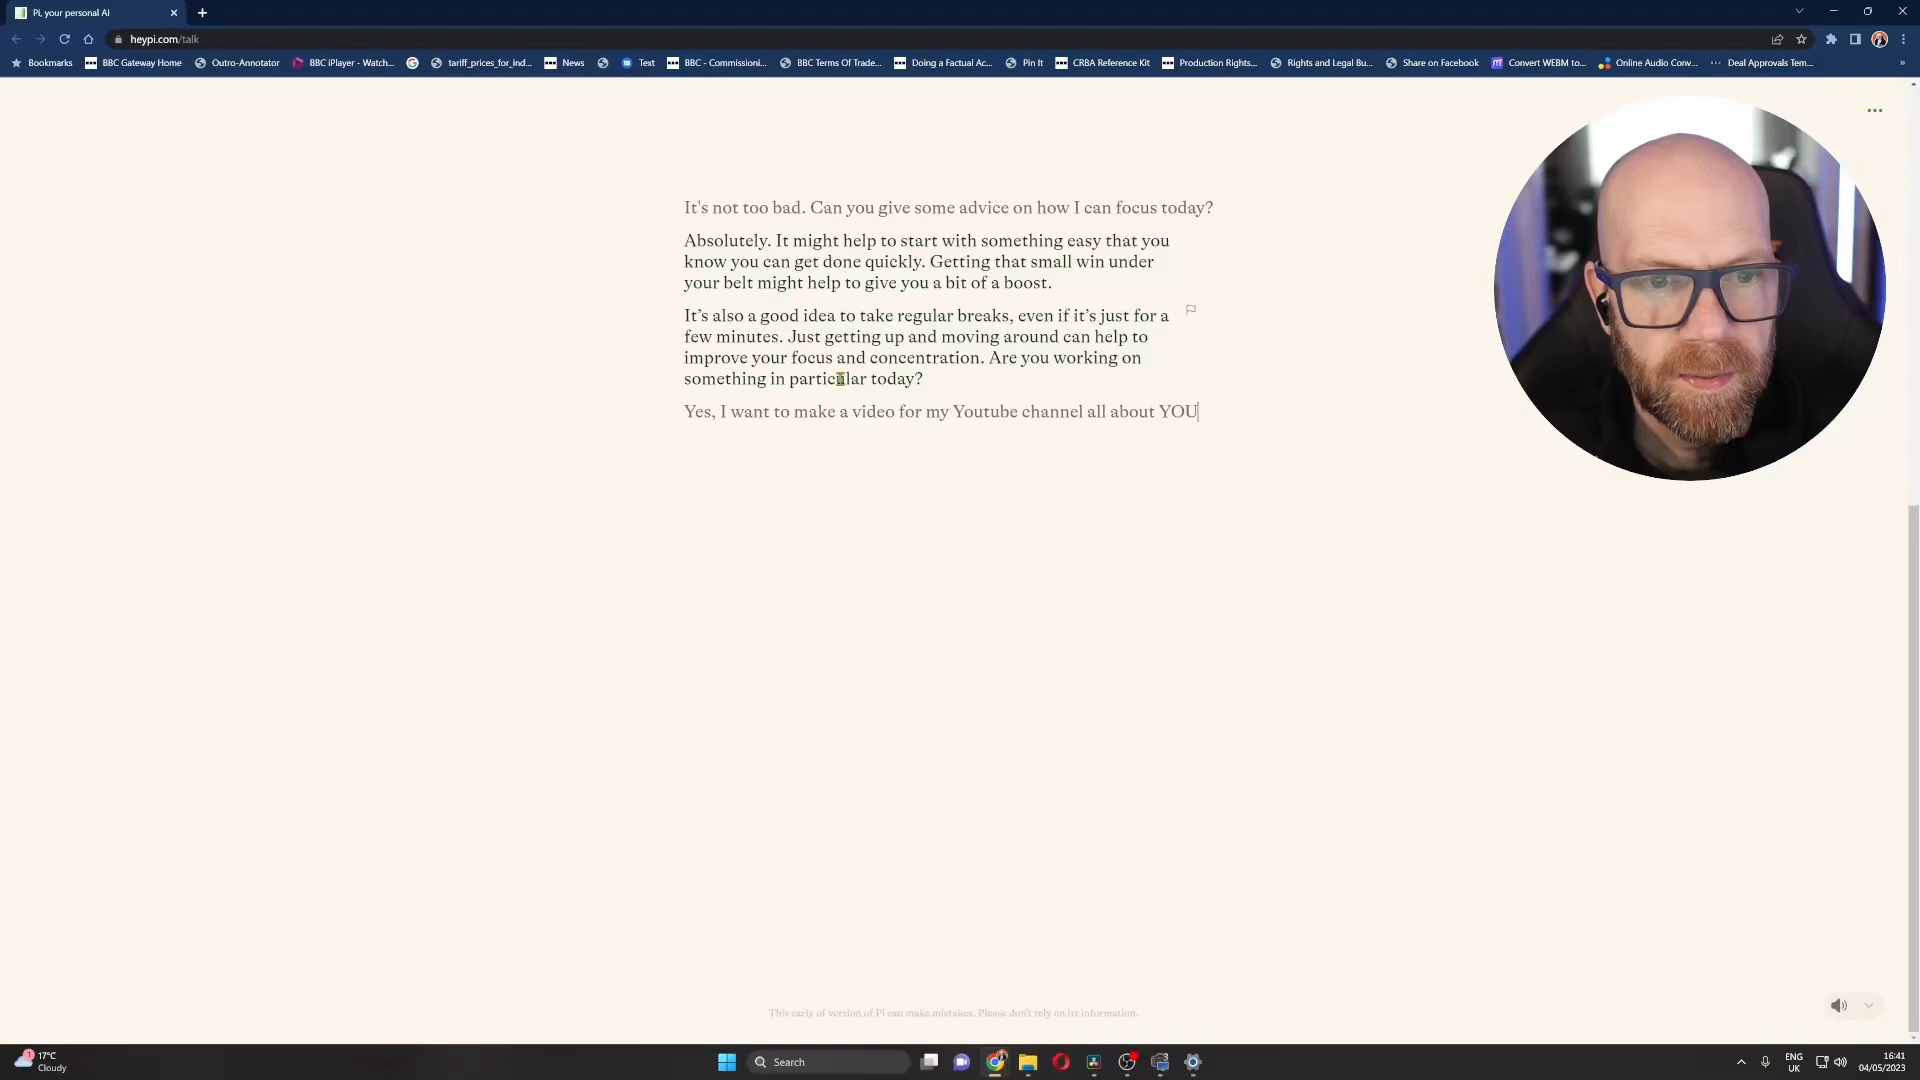 Pi, your personal AI
heypi.com/talk
Bookmarks
BBC Gateway Home
Outro-Annotator
BBC iPlayer - Watch...
tariff_prices_for_ind...
News
Text
BBC - Commissioni...
BBC Terms Of Trade...
Doing a Factual Ac...
Pin It
CRBA Reference Kit
Production Rights...
Rights and Legal Bu...
Share on Facebook
Convert WEBM to...
Online Audio Conv...
Deal Approvals Tem...
It's not too bad. Can you give some advice on how I can focus today?
Absolutely. It might help to start with something easy that you
know you can get done quickly. Getting that small win under
your belt might help to give you a bit of a boost.
It's also a good idea to take regular breaks, even if it's just for a
few minutes. Just getting up and moving around can help to
improve your focus and concentration. Are you working on
something in particular today?
Yes, I want to make a video for my Youtube channel all about YOU
This early of version of Pi can make mistakes. Please don't rely on its information.
1
17°C
Cloudy
Search
ENG
UK
16:41
04/05/2023